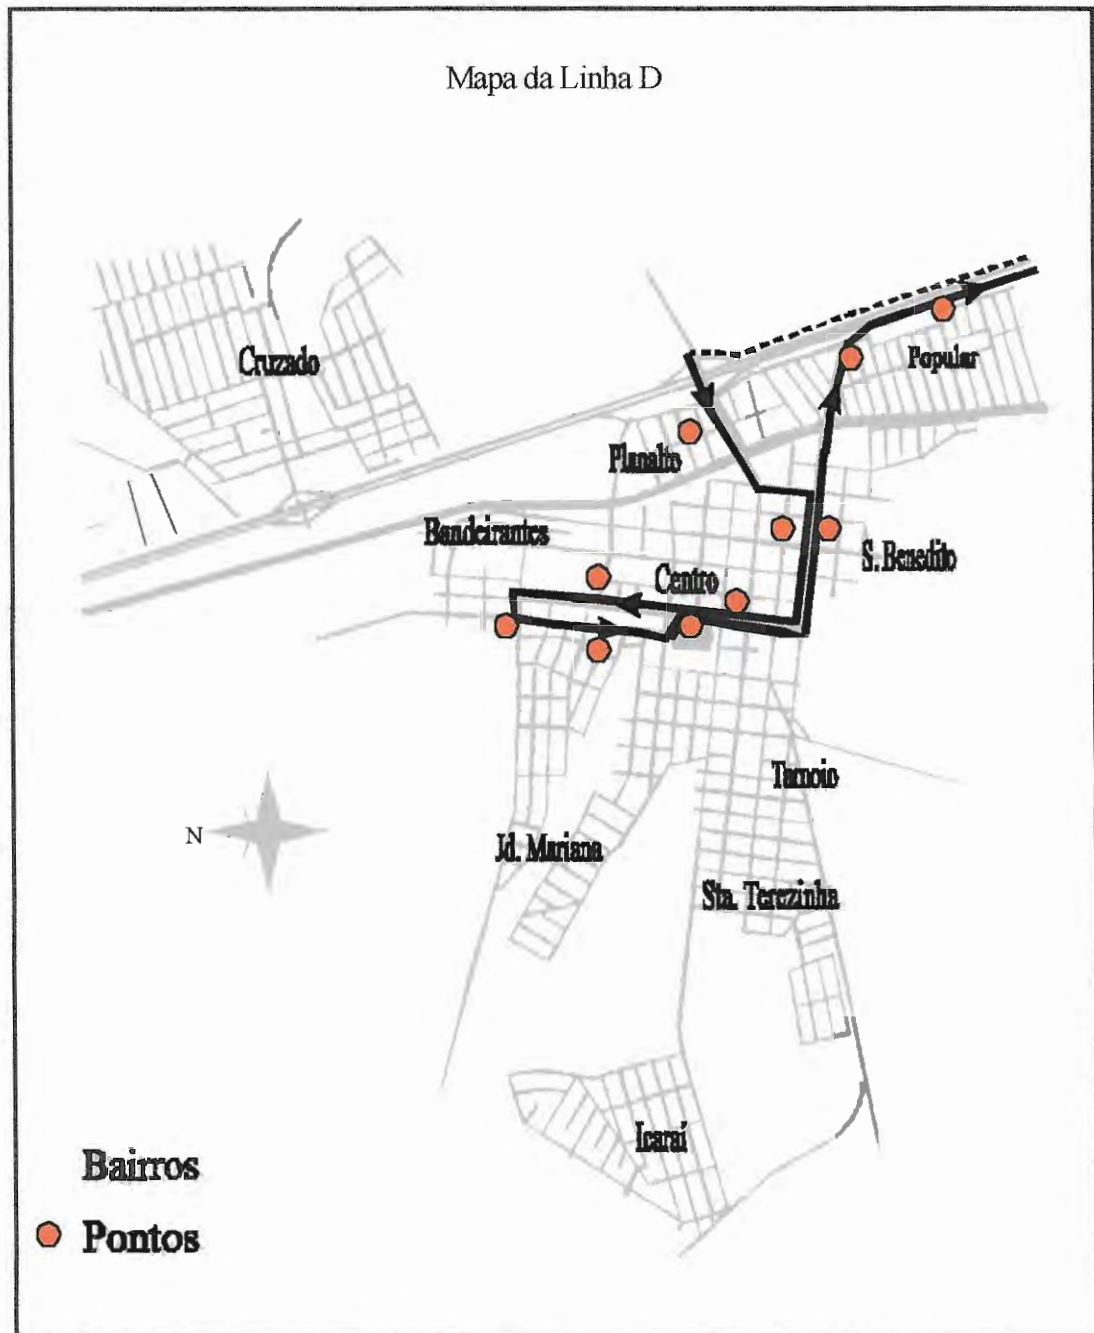 Mapa da Linha D
Cruzado
Popular
Planalto
Bandeirantes
Centro
S. Benedito
Tamoio
N
Jd. Mariana
Sta. Terezinha
Icaraí
Bairros
Pontos